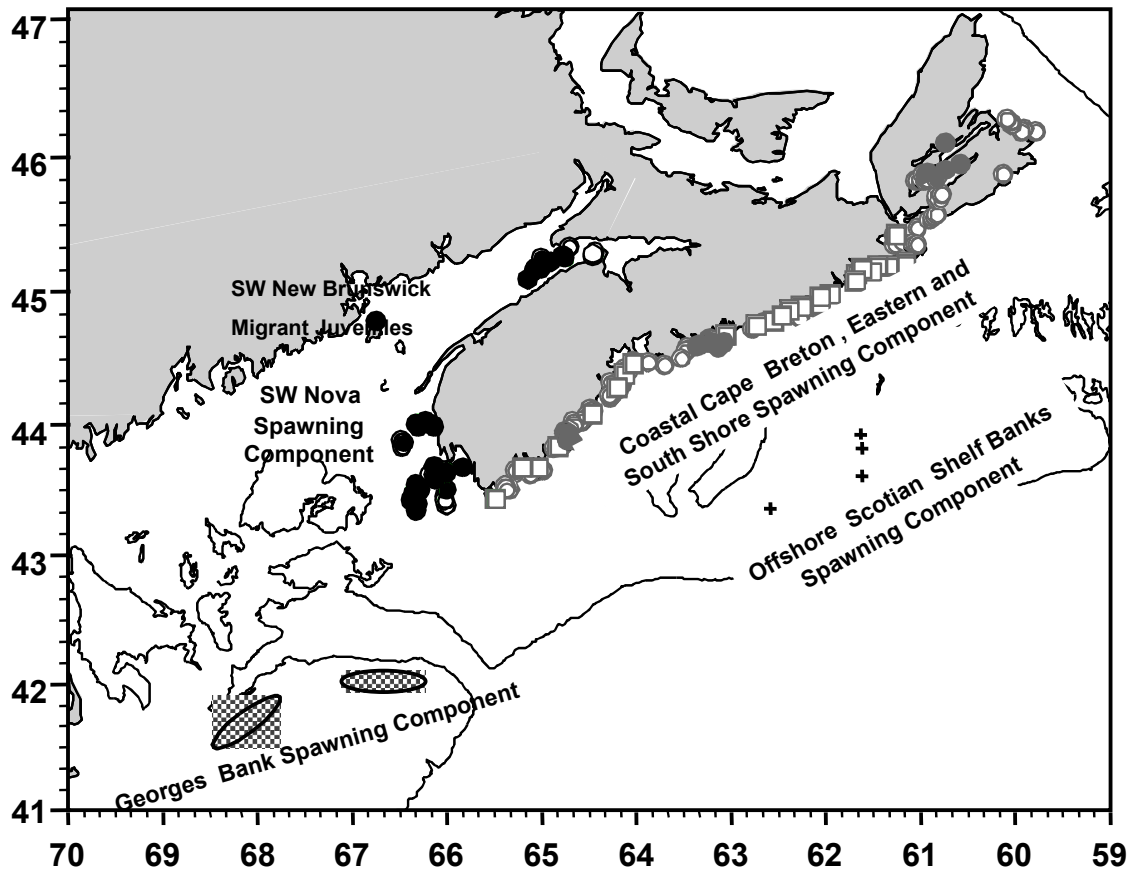 47
46
45
44
43
42
41
SW New Brunswick
Migrant Juveniles
SW Nova
Spawning
Component
Coastal Cape Breton , Eastern and
South Shore Spawning Component
Offshore Scotian Shelf Banks
Spawning Component
Georges Bank Spawning Component
70 69 68 67 66 65 64 63 62 61 60 59